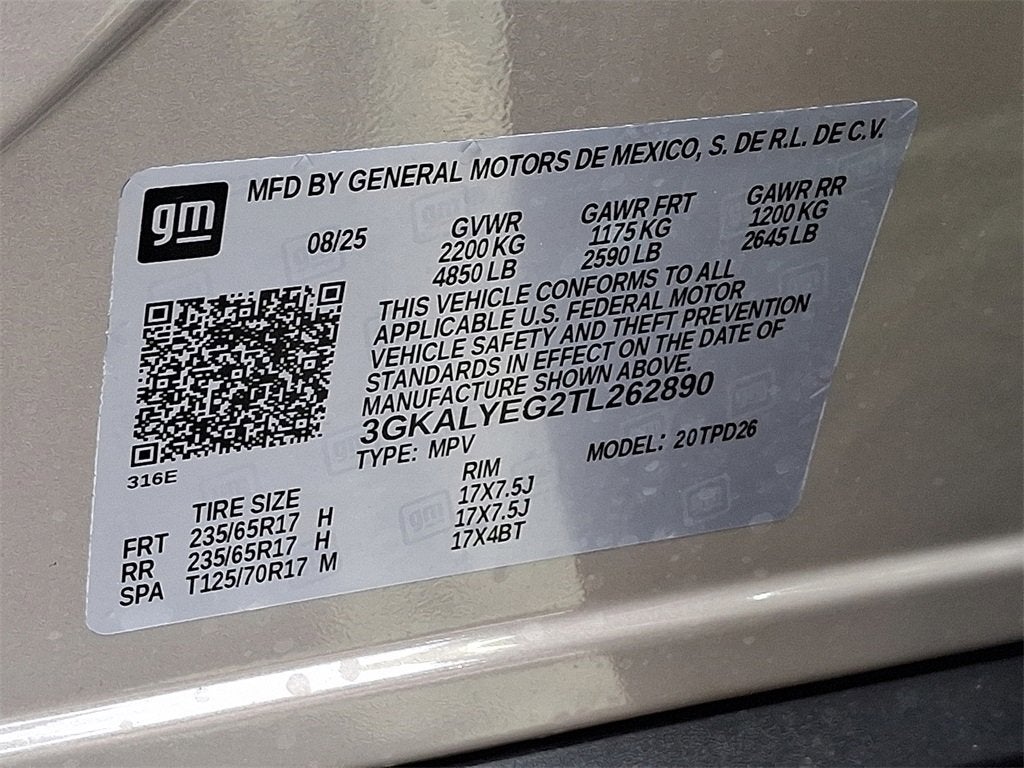 gm
MFD BY GENERAL MOTORS DE MEXICO, S. DE R.L. DE C.V.
08/25
GVWR
2200 KG
4850 LB
GAWR FRT
1175 KG
2590 LB
GAWR RR
1200 KG
2645 LB
THIS VEHICLE CONFORMS TO ALL
APPLICABLE U.S. FEDERAL MOTOR
VEHICLE SAFETY AND THEFT PREVENTION
STANDARDS IN EFFECT ON THE DATE OF
MANUFACTURE SHOWN ABOVE.
3GKALYEG2TL262890
TYPE: MPV
MODEL: 20TPD26
316E
TIRE SIZE RIM
FRT 235/65R17 H 17X7.5J
RR 235/65R17 H 17X7.5J
SPA T125/70R17 M 17X4BT